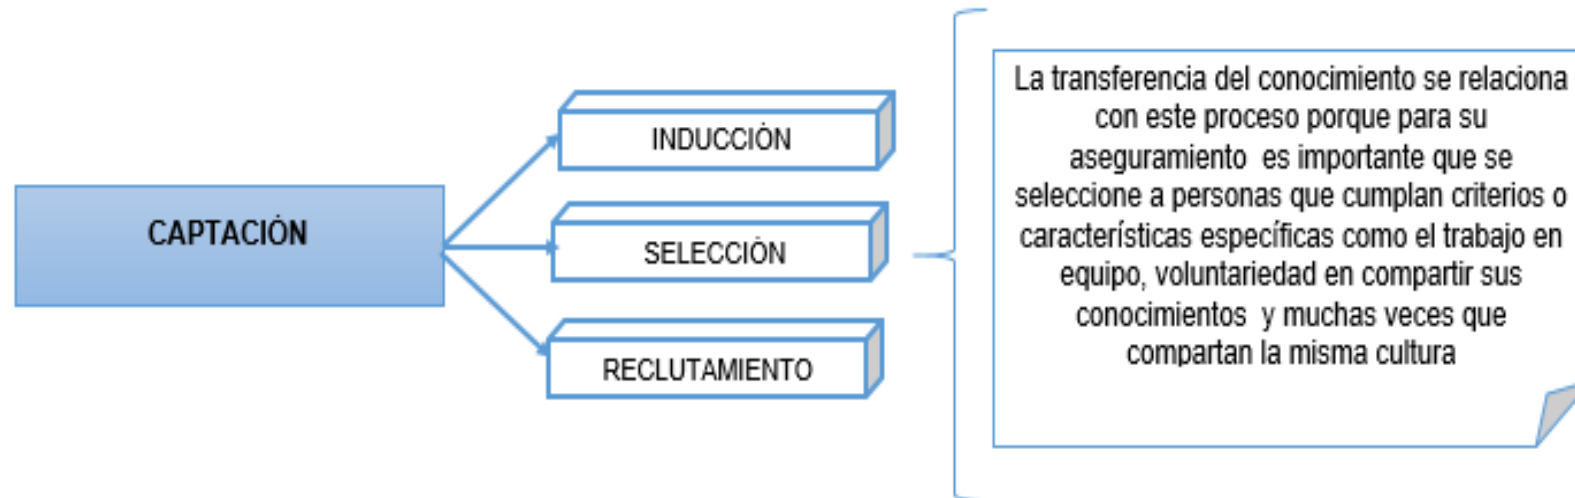 CAPTACIÓN
INDUCCIÓN
SELECCIÓN
RECLUTAMIENTO
La transferencia del conocimiento se relaciona
con este proceso porque para su
aseguramiento es importante que se
seleccione a personas que cumplan criterios o
características específicas como el trabajo en
equipo, voluntariedad en compartir sus
conocimientos y muchas veces que
compartan la misma cultura